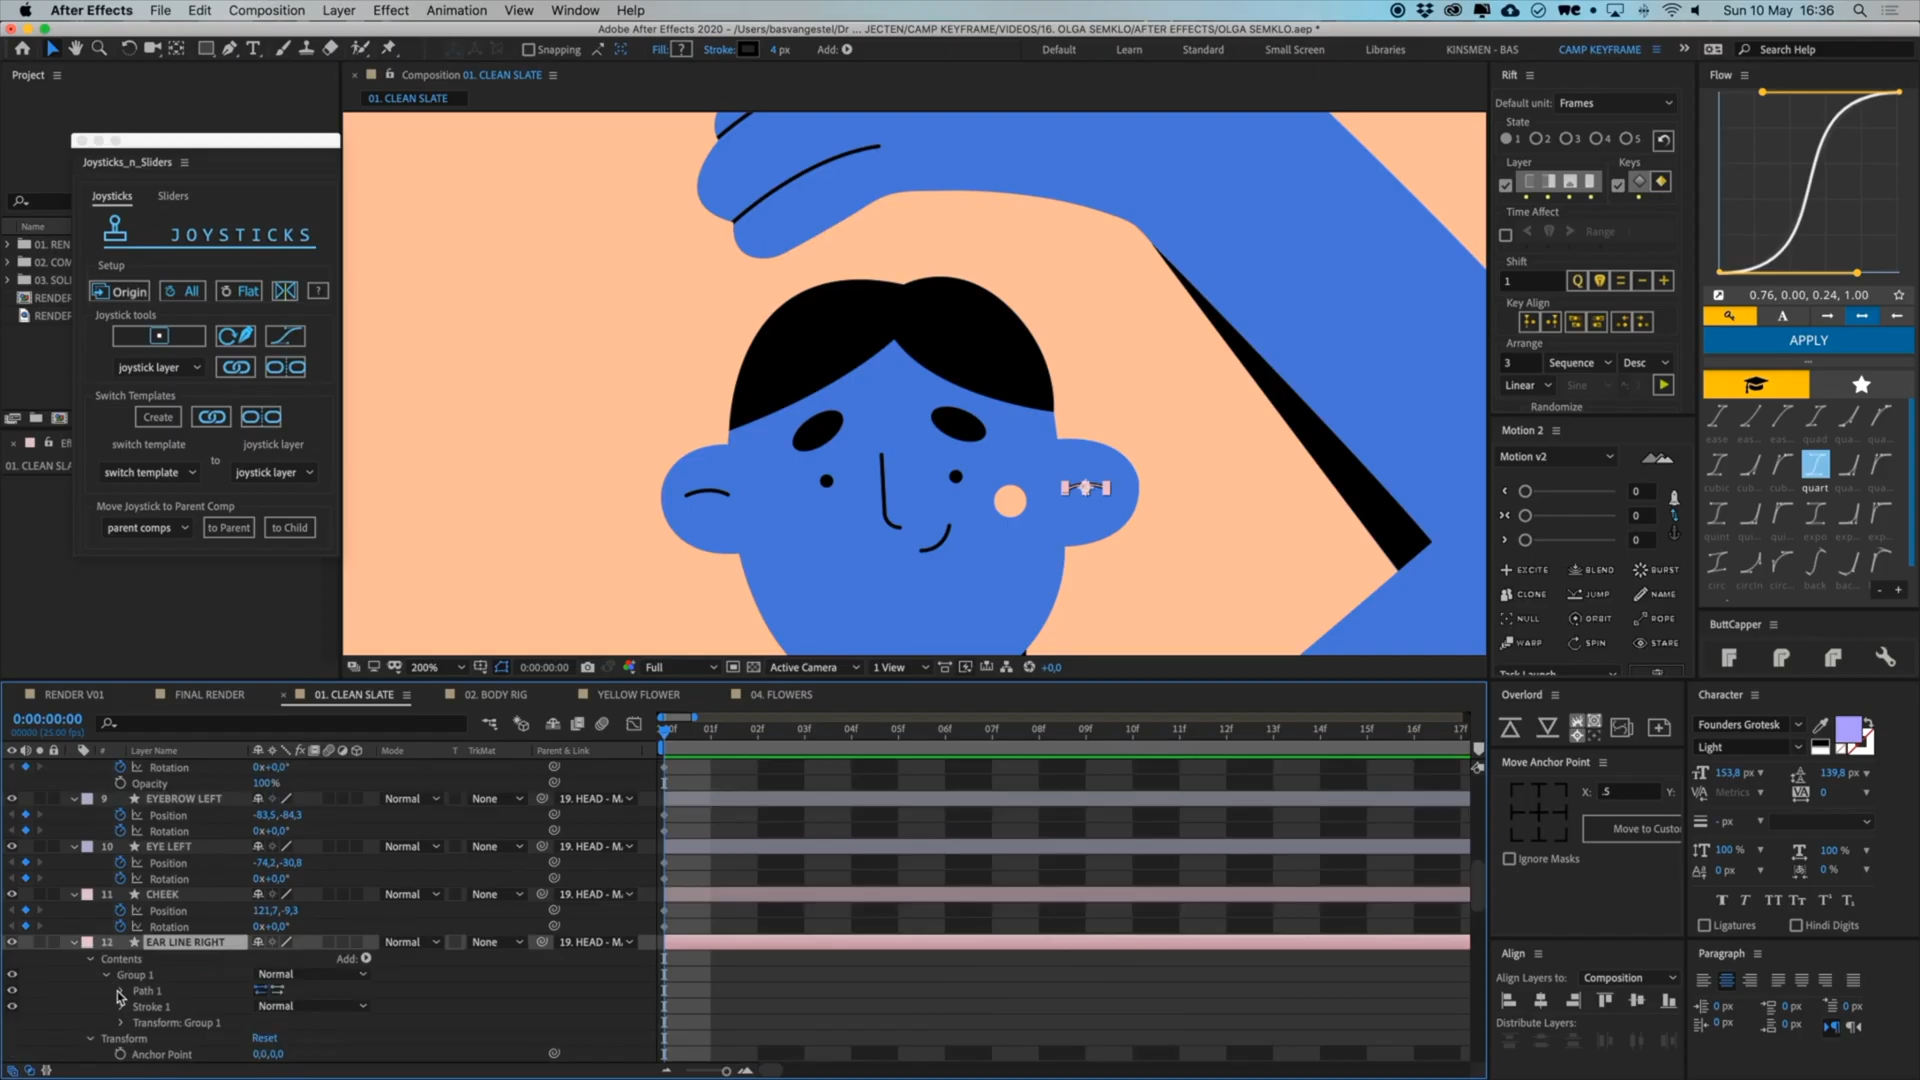 After Effects File Edit Composition Layer Effect Animation View Window Help Sun 10 May 16:36
Adobe After Effects 2020 - /Users/basvangestel/Dr ... JECTEN/CAMP KEYFRAME/VIDEOS/16. OLGA SEMKLO/AFTER EFFECTS/OLGA SEMKLO.aep *
Snapping Fill: ? Stroke: 4 px Add: Default Learn Standard Small Screen Libraries KINSMEN - BAS CAMP KEYFRAME Search Help
Project Composition 01. CLEAN SLATE Rift Flow
01. CLEAN SLATE
Default unit: Frames
State
1 2 3 4 5
Joysticks_n_Sliders
Joysticks Sliders
JOYSTICKS
Setup
Origin All Flat ?
Joystick tools
joystick layer
Switch Templates
Create
switch template joystick layer
to
switch template joystick layer
Move Joystick to Parent Comp
parent comps to Parent to Child
Name
01. REN
02. COM
03. SOLI
RENDER
RENDER
01. CLEAN SLA
Layer Keys
Time Affect
Range
Shift
1 Q
Key Align
Arrange
3 Sequence Desc
Linear Sine
Randomize
0.76, 0.00, 0.24, 1.00
A
APPLY
ease eas... eas... quad qua... qua...
cubic cub... cub... quart qua... qua...
quint qui... qui... expo exp... exp...
circ circIn circ... back bac... bac...
Motion 2
Motion v2
0
0
0
EXCITE BLEND BURST
CLONE JUMP NAME
NULL ORBIT ROPE
WARP SPIN STARE
Task Launch
ButtCapper
200% 0:00:00:00 Full Active Camera 1 View +0,0
RENDER V01 FINAL RENDER 01. CLEAN SLATE 02. BODY RIG YELLOW FLOWER 04. FLOWERS
0:00:00:00
00000 (25.00 fps)
01f 02f 03f 04f 05f 06f 07f 08f 09f 10f 11f 12f 13f 14f 15f 16f 17f
# Layer Name Mode T TrkMat Parent & Link
Rotation 0x+0,0°
Opacity 100%
9 EYEBROW LEFT Normal None 19. HEAD - M
Position -83,5,-84,3
Rotation 0x+0,0°
10 EYE LEFT Normal None 19. HEAD - M
Position -74,2,-30,8
Rotation 0x+0,0°
11 CHEEK Normal None 19. HEAD - M
Position 121,7,-9,3
Rotation 0x+0,0°
12 EAR LINE RIGHT Normal None 19. HEAD - M
Contents Add:
Group 1 Normal
Path 1
Stroke 1 Normal
Transform: Group 1
Transform Reset
Anchor Point 0,0,0,0
Overlord
Move Anchor Point
X: .5 Y:
Move to Custo
Ignore Masks
Align
Align Layers to: Composition
Distribute Layers:
Character
Founders Grotesk
Light
153,8 px 139,8 px
Metrics 0
- px
100 % 100 %
0 px 0 %
T T TT Tt T¹ T₁
Ligatures Hindi Digits
Paragraph
0 px 0 px 0 px
0 px 0 px